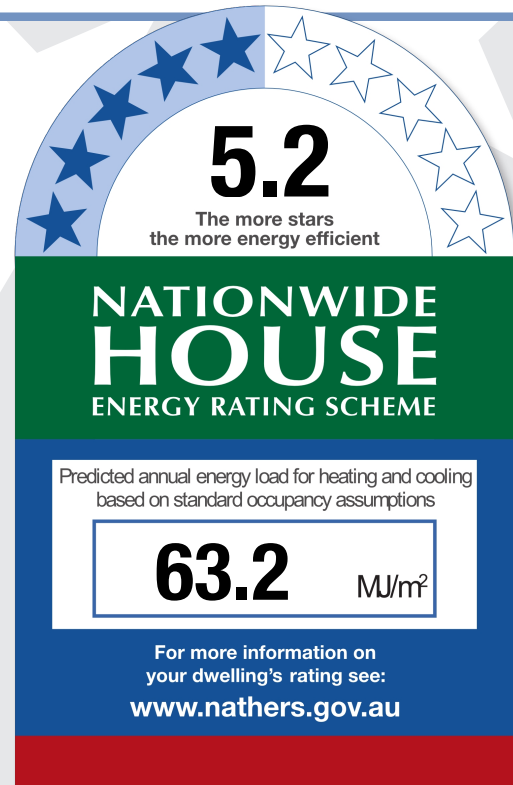 5.2
The more stars
the more energy efficient
NATIONWIDE
HOUSE
ENERGY RATING SCHEME
Predicted annual energy load for heating and cooling
based on standard occupancy assumptions
63.2 MJ/m²
For more information on
your dwelling's rating see:
www.nathers.gov.au